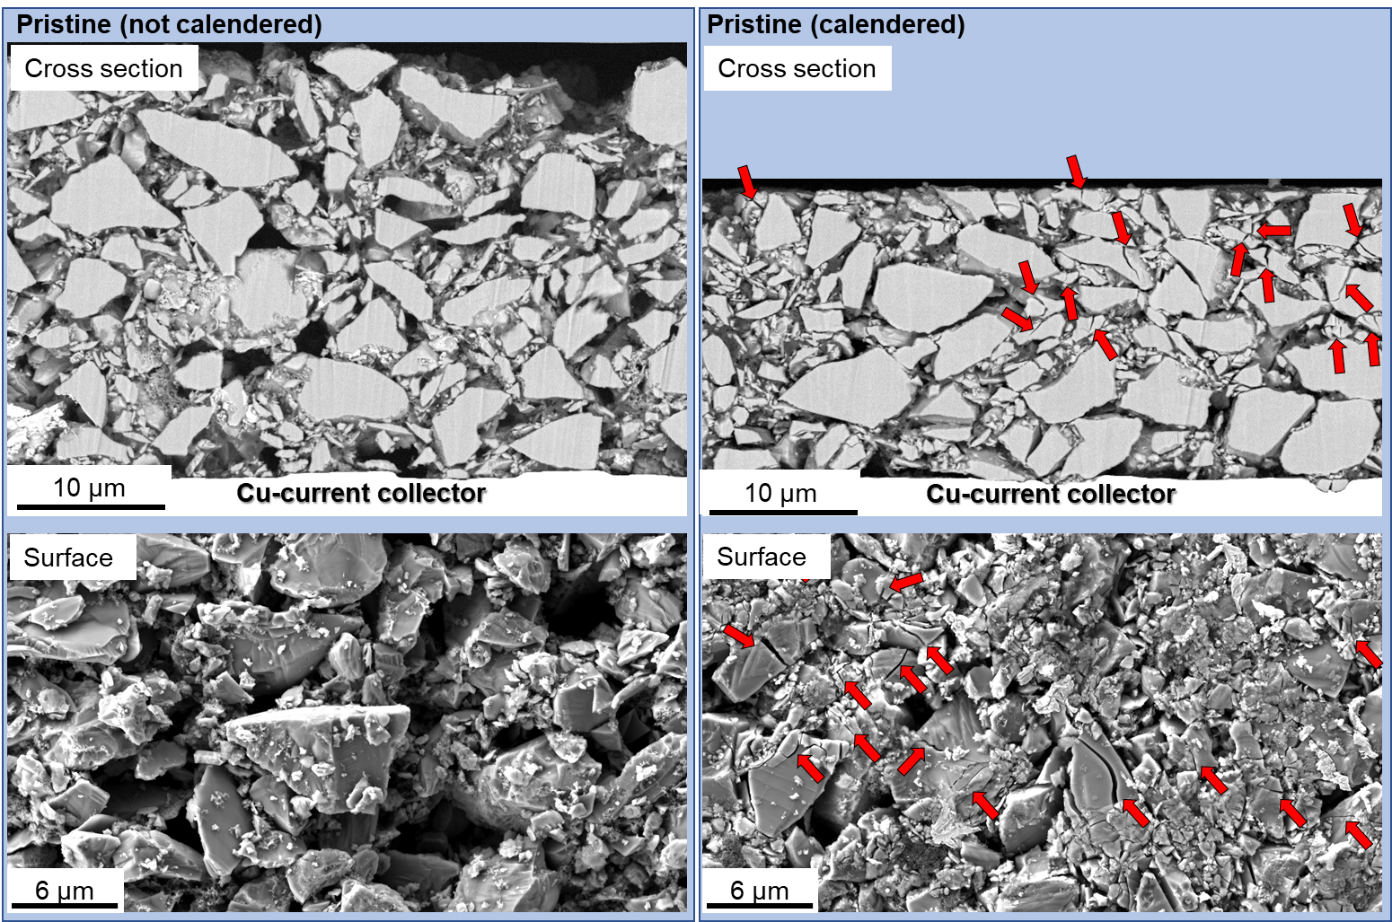 Pristine (not calendered)
Cross section
10 µm
Cu-current collector
Surface
6 µm
Pristine (calendered)
Cross section
10 µm
Cu-current collector
Surface
6 µm